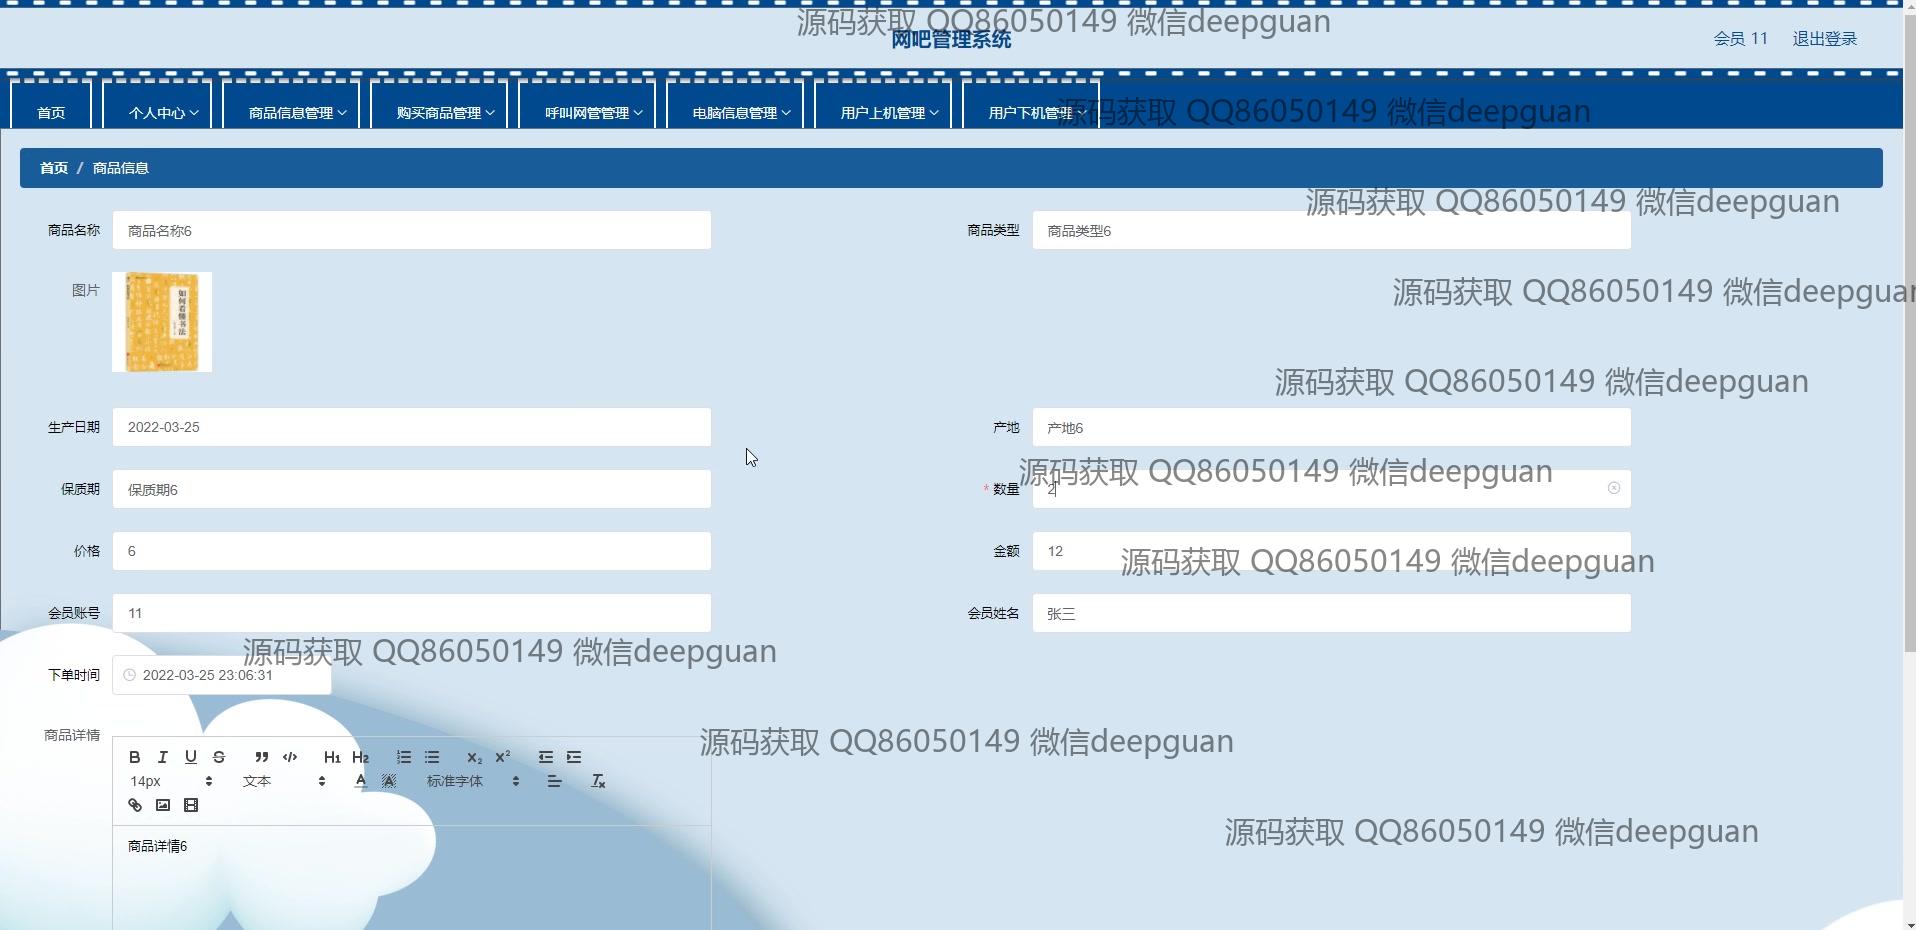 源码获取 QQ86050149 微信deepguan
网吧管理系统
会员 11
退出登录
首页
个人中心
商品信息管理
购买商品管理
呼叫网管管理
电脑信息管理
用户上机管理
用户下机管理
源码获取 QQ86050149 微信deepguan
首页 / 商品信息
源码获取 QQ86050149 微信deepguan
商品名称 商品名称6
商品类型 商品类型6
图片
如何看懂书法
源码获取 QQ86050149 微信deepguan
源码获取 QQ86050149 微信deepguan
生产日期 2022-03-25
产地 产地6
源码获取 QQ86050149 微信deepguan
保质期 保质期6
* 数量 2
价格 6
金额 12
源码获取 QQ86050149 微信deepguan
会员账号 11
会员姓名 张三
源码获取 QQ86050149 微信deepguan
下单时间 2022-03-25 23:06:31
商品详情
源码获取 QQ86050149 微信deepguan
B I U S H1 H2 X2 X2
14px 文本 A A 标准字体 Tx
源码获取 QQ86050149 微信deepguan
商品详情6